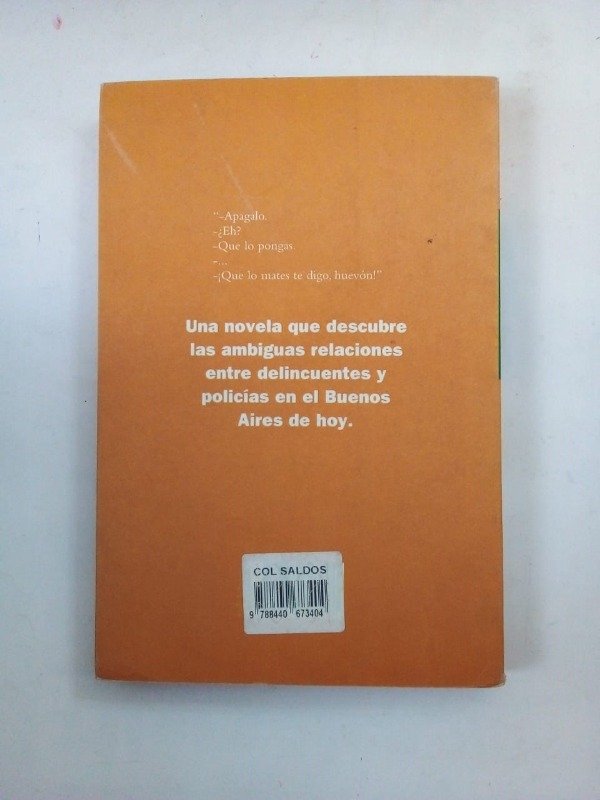 “-Apagalo.
-¿Eh?
-Que lo pongas.
-...
-¡Que lo mates te digo, huevón!”
Una novela que descubre
las ambiguas relaciones
entre delincuentes y
policías en el Buenos
Aires de hoy.
COL SALDOS
9 788440 673404